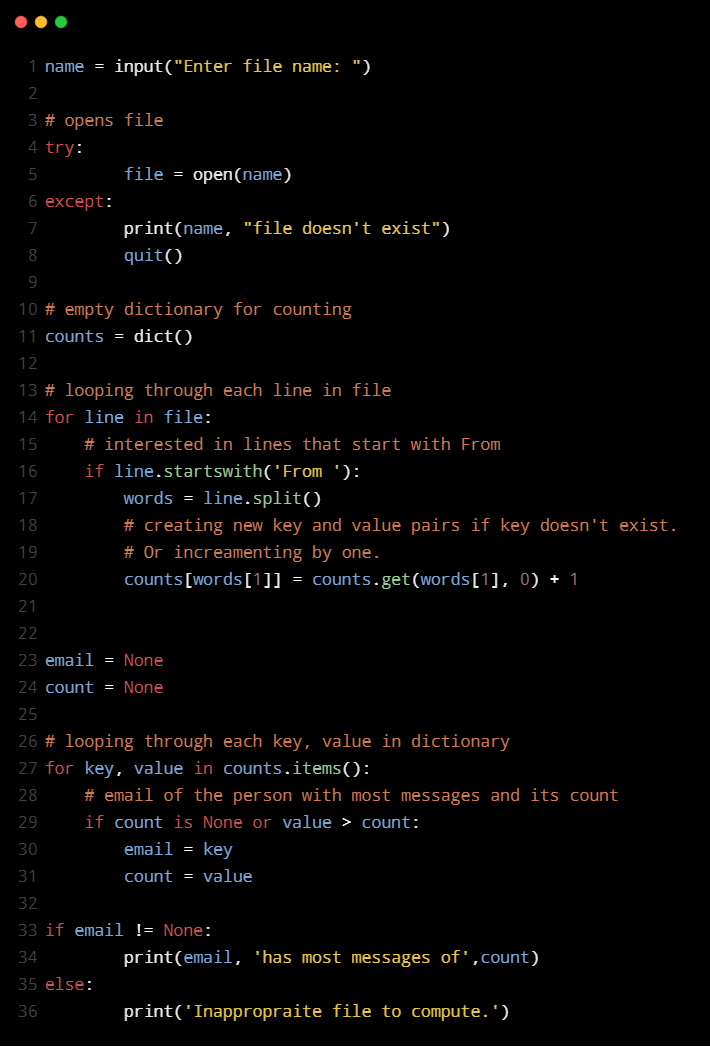 1 name = input("Enter file name: ")
2
3 # opens file
4 try:
5         file = open(name)
6 except:
7         print(name, "file doesn't exist")
8         quit()
9
10 # empty dictionary for counting
11 counts = dict()
12
13 # looping through each line in file
14 for line in file:
15     # interested in lines that start with From
16     if line.startswith('From '):
17         words = line.split()
18         # creating new key and value pairs if key doesn't exist.
19         # Or increamenting by one.
20         counts[words[1]] = counts.get(words[1], 0) + 1
21
22
23 email = None
24 count = None
25
26 # looping through each key, value in dictionary
27 for key, value in counts.items():
28     # email of the person with most messages and its count
29     if count is None or value > count:
30         email = key
31         count = value
32
33 if email != None:
34         print(email, 'has most messages of',count)
35 else:
36         print('Inappropraite file to compute.')